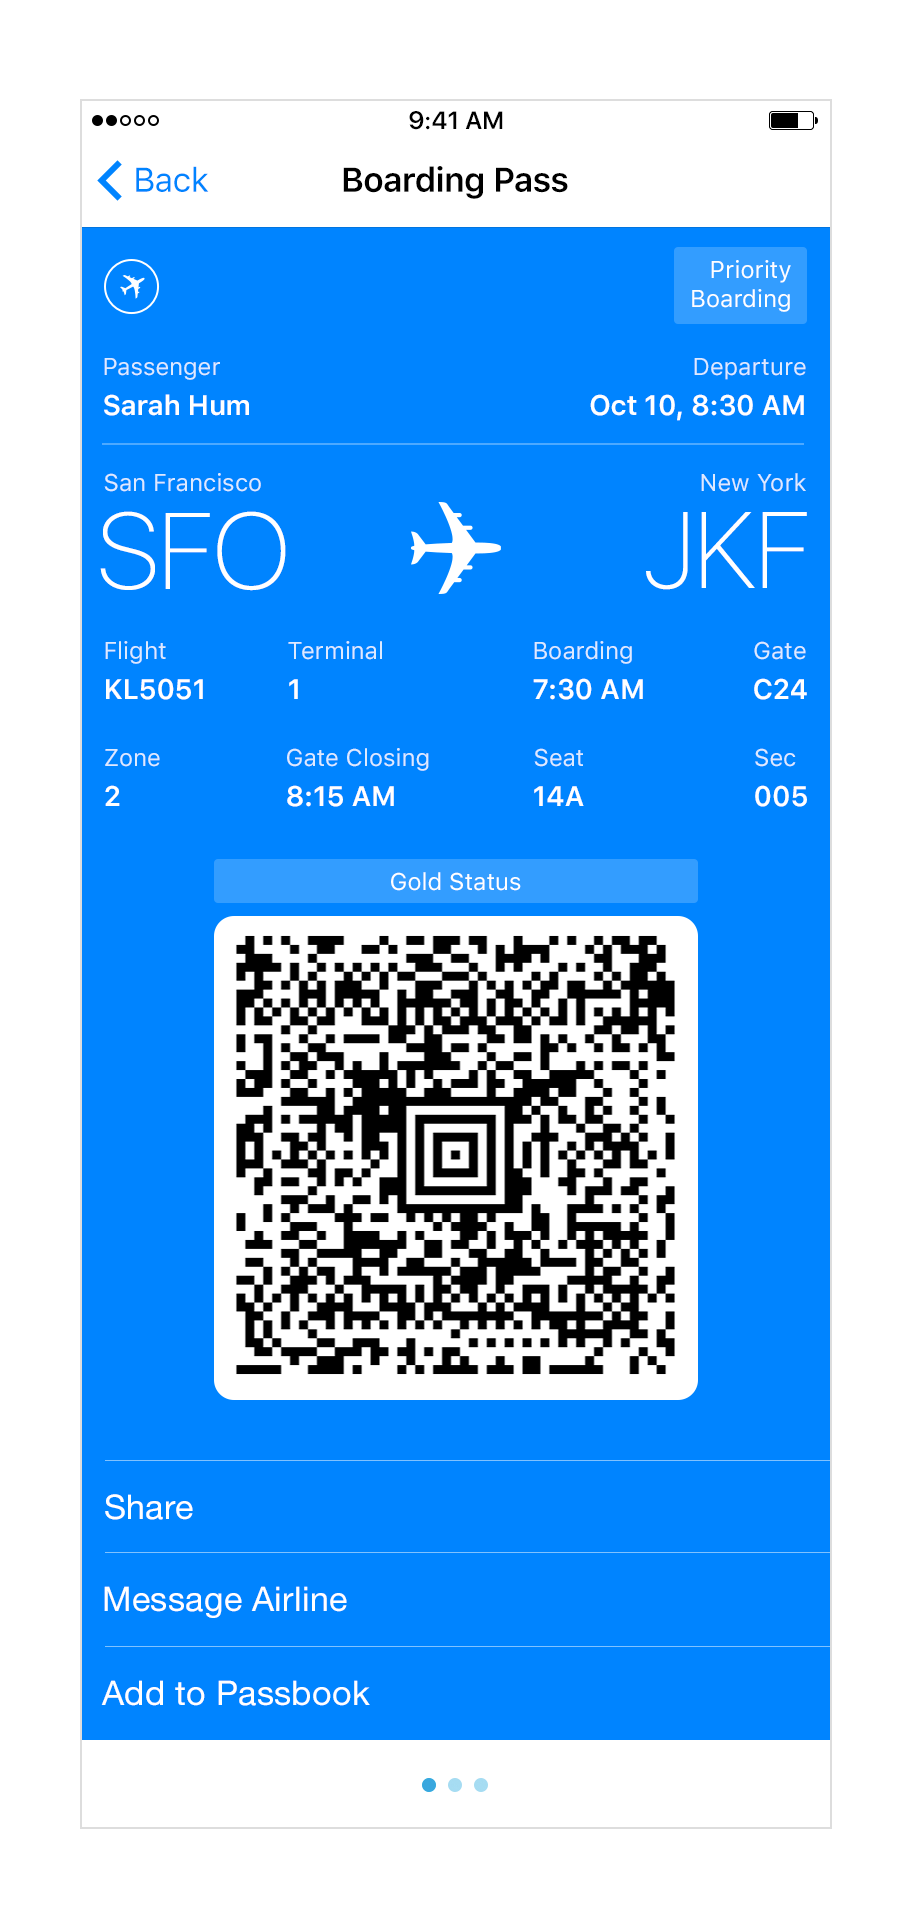 9:41 AM
Back
Boarding Pass
Priority
Boarding
Passenger
Departure
Sarah Hum
Oct 10, 8:30 AM
San Francisco
New York
SFO
JKF
Flight
Terminal
Boarding
Gate
KL5051
1
7:30 AM
C24
Zone
Gate Closing
Seat
Sec
2
8:15 AM
14A
005
Gold Status
Share
Message Airline
Add to Passbook